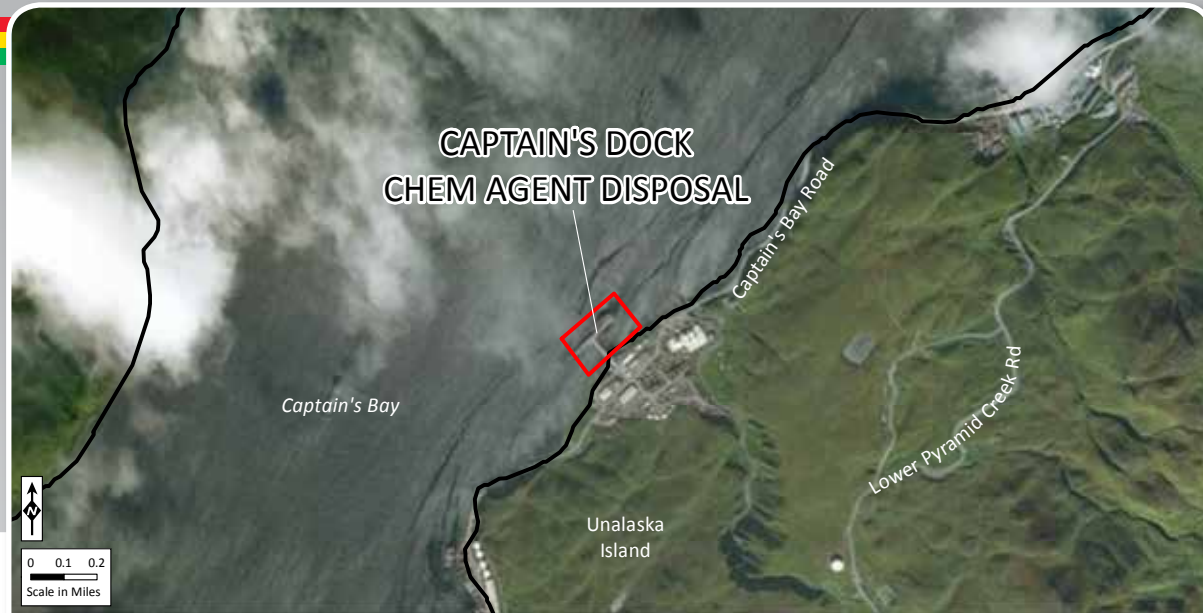 CAPTAIN'S DOCK
CHEM AGENT DISPOSAL
Captain's Bay Road
Captain's Bay
Lower Pyramid Creek Rd
Unalaska
Island
N
0 0.1 0.2
Scale in Miles